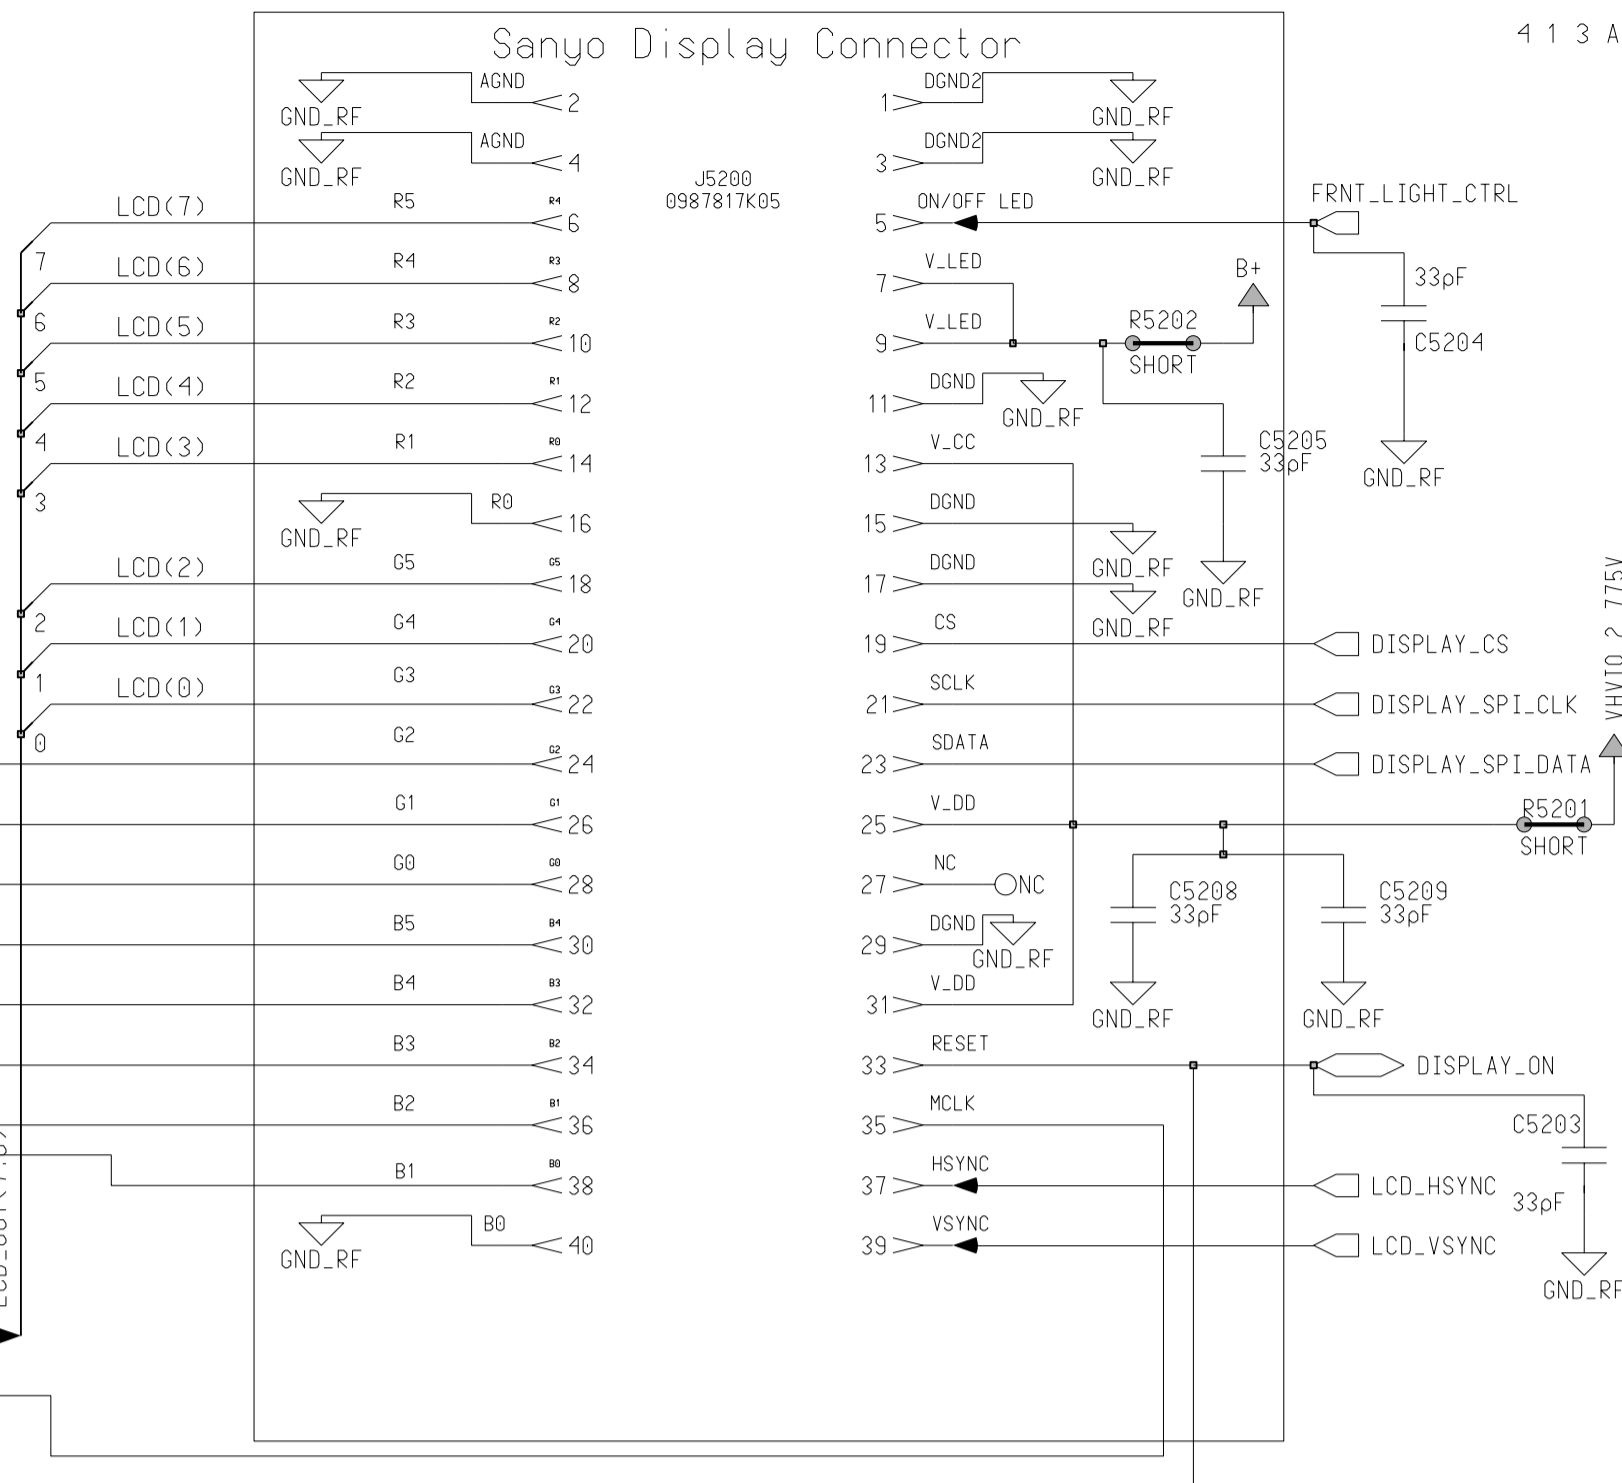 Sanyo Display Connector
4 1 3 A
AGND
2
GND_RF
DGND2
1
GND_RF
AGND
4
GND_RF
DGND2
3
GND_RF
J5200
0987817K05
LCD(7)
R5
R4
6
ON/OFF LED
5
FRNT_LIGHT_CTRL
7
LCD(6)
R4
R3
8
V_LED
7
B+
33pF
C5204
GND_RF
6
LCD(5)
R3
R2
10
V_LED
9
R5202
SHORT
5
LCD(4)
R2
R1
12
DGND
11
GND_RF
4
LCD(3)
R1
R0
14
V_CC
13
C5205
33pF
GND_RF
3
R0
16
GND_RF
DGND
15
GND_RF
LCD(2)
G5
G5
18
DGND
17
GND_RF
VHVIO_2_775V
2
LCD(1)
G4
G4
20
CS
19
DISPLAY_CS
1
LCD(0)
G3
G3
22
SCLK
21
DISPLAY_SPI_CLK
0
G2
G2
24
SDATA
23
DISPLAY_SPI_DATA
G1
G1
26
V_DD
25
R5201
SHORT
G0
G0
28
NC
27
NC
C5208
33pF
GND_RF
C5209
33pF
GND_RF
B5
B4
30
DGND
29
GND_RF
B4
B3
32
V_DD
31
B3
B2
34
RESET
33
DISPLAY_ON
B2
B1
36
MCLK
35
C5203
33pF
GND_RF
B1
B0
38
HSYNC
37
LCD_HSYNC
B0
40
GND_RF
VSYNC
39
LCD_VSYNC